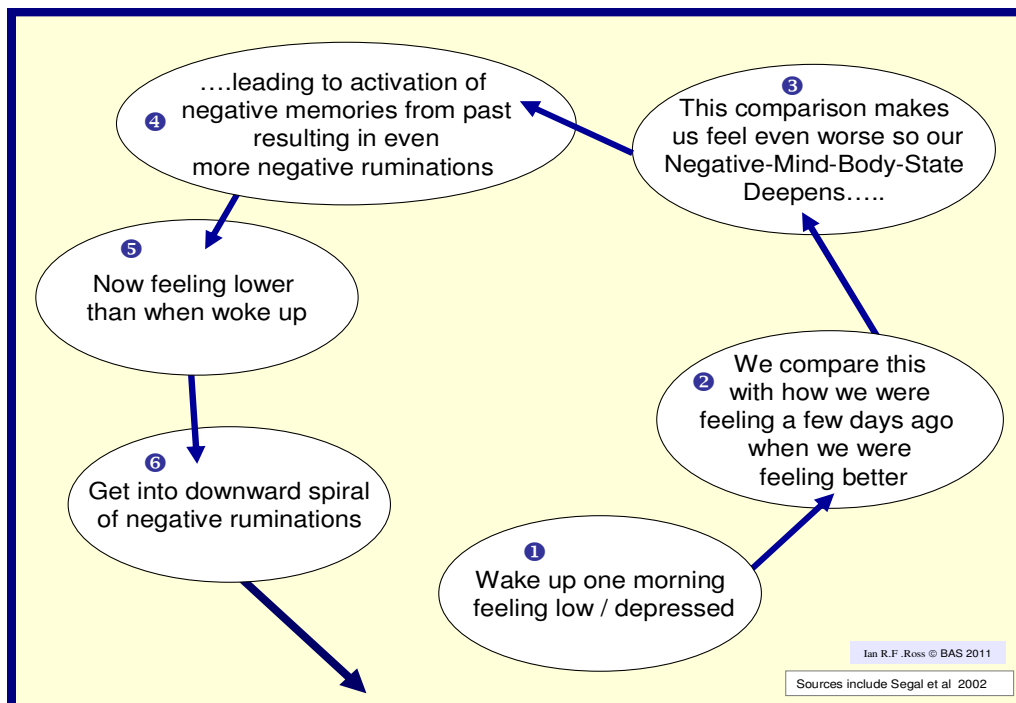 ❶
Wake up one morning
feeling low / depressed
❷
We compare this
with how we were
feeling a few days ago
when we were
feeling better
❸
This comparison makes
us feel even worse so our
Negative-Mind-Body-State
Deepens…..
❹
….leading to activation of
negative memories from past
resulting in even
more negative ruminations
❺
Now feeling lower
than when woke up
❻
Get into downward spiral
of negative ruminations
Ian R.F .Ross © BAS 2011
Sources include Segal et al 2002